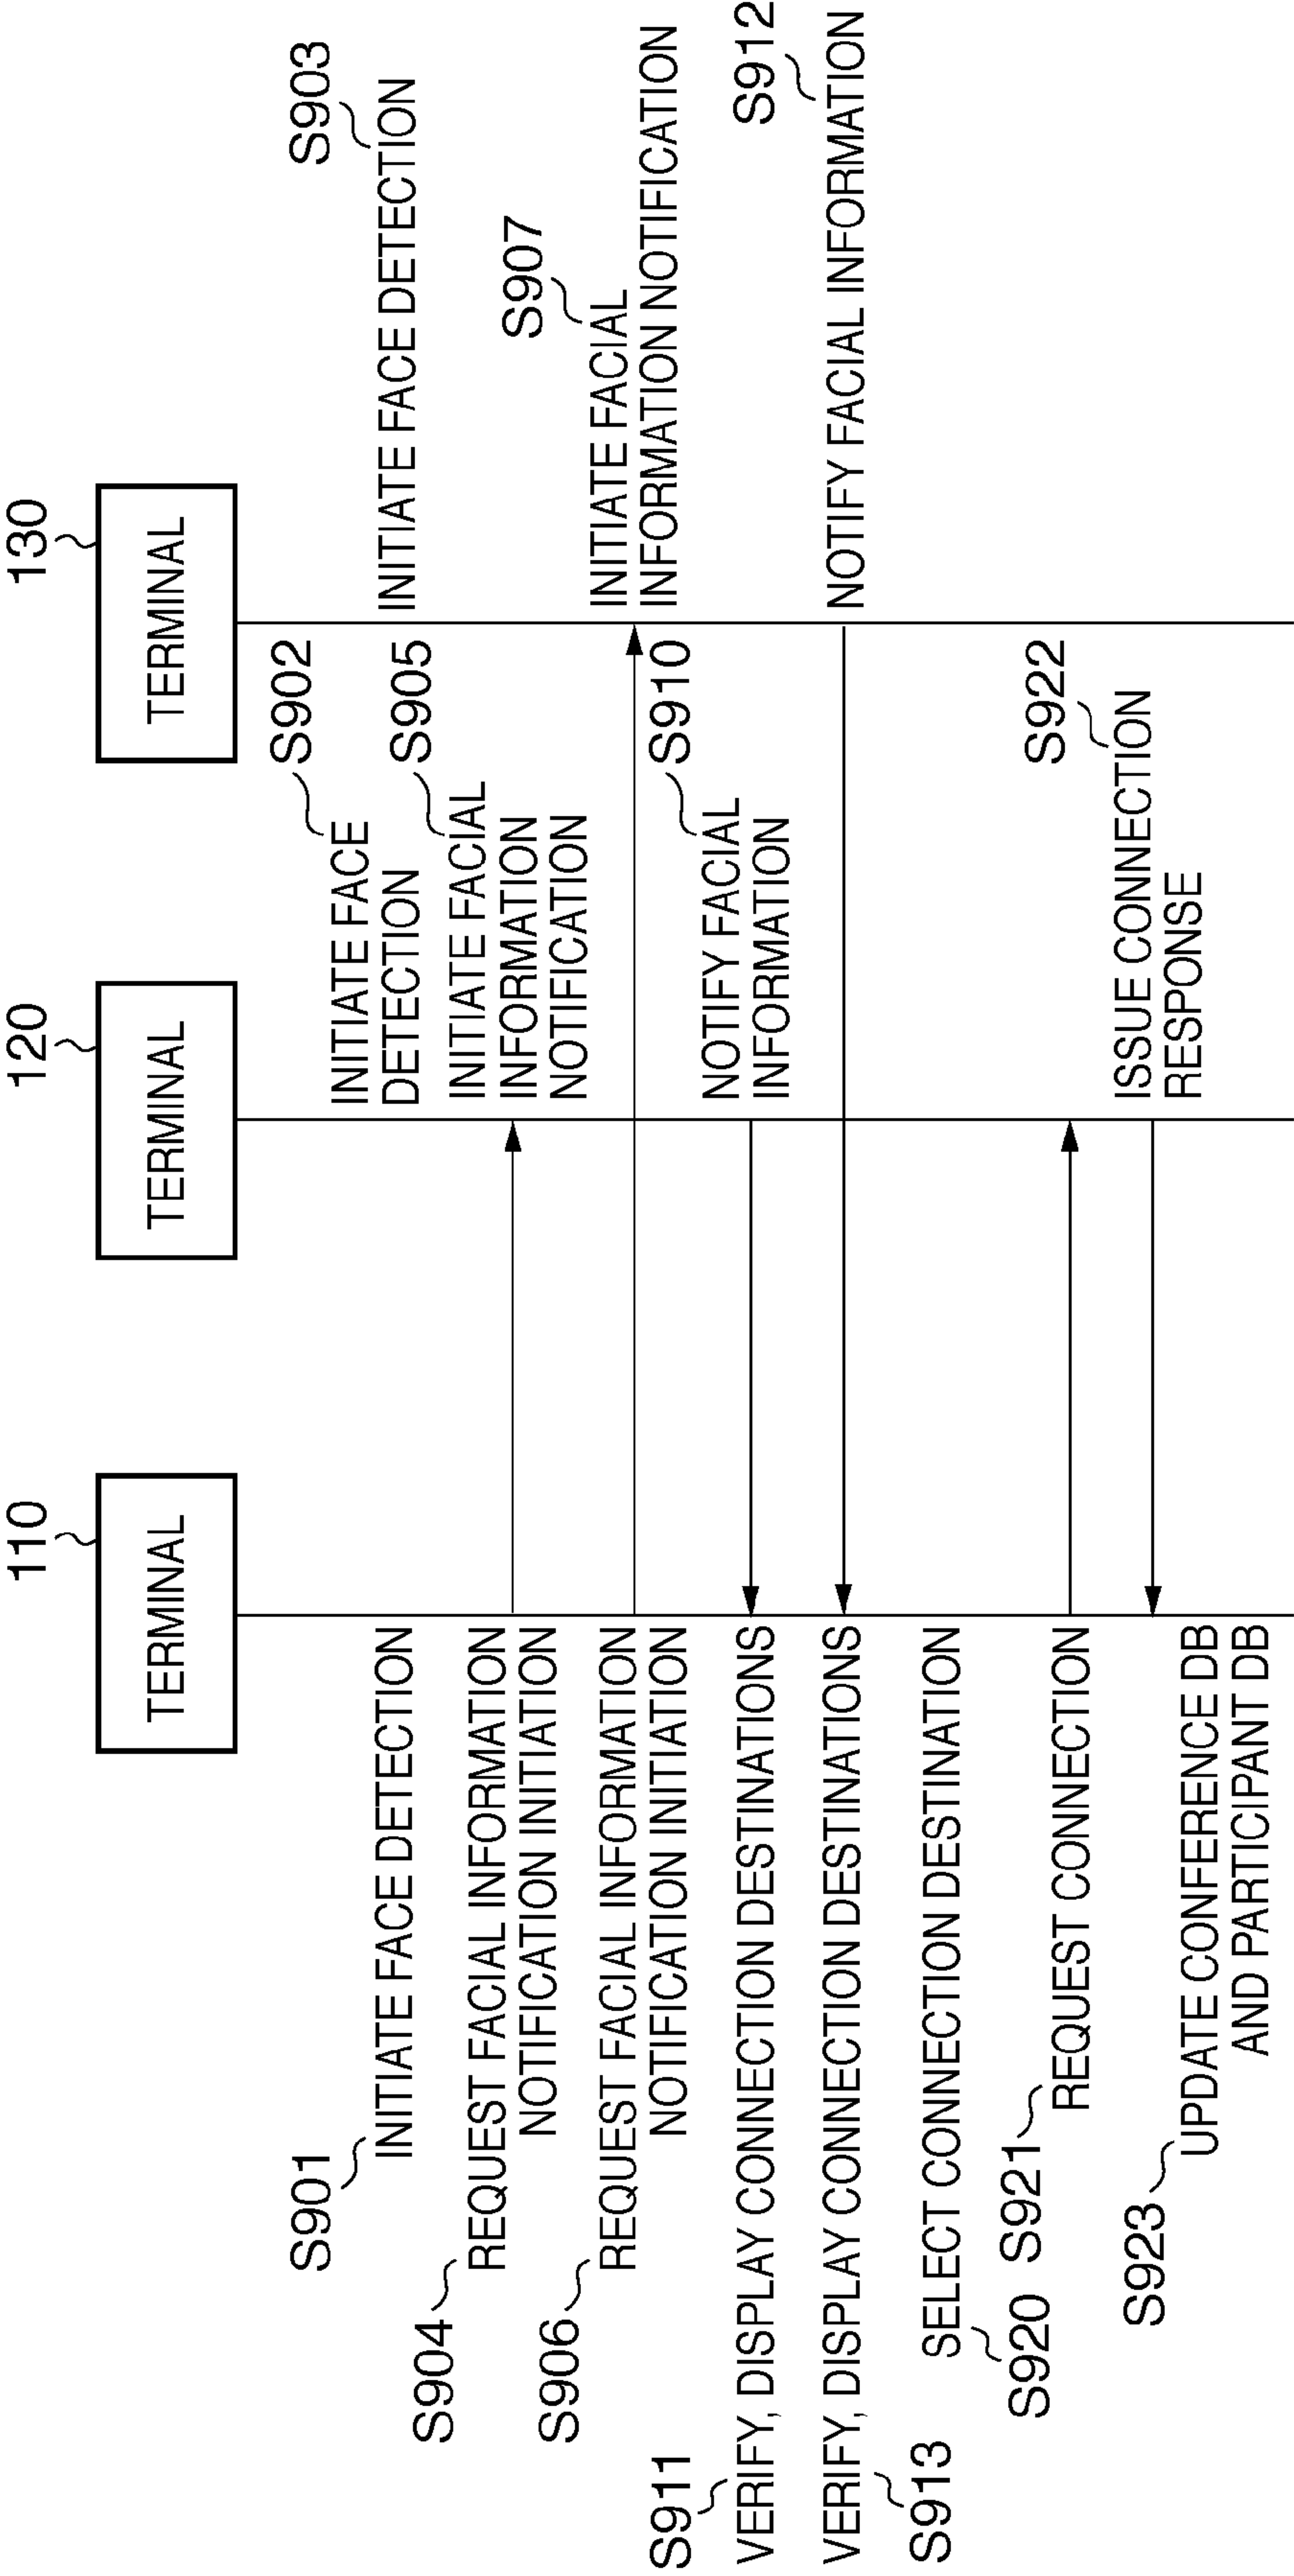 110
120
130
TERMINAL
TERMINAL
TERMINAL
S901
INITIATE FACE DETECTION
S902
INITIATE FACE
DETECTION
S903
INITIATE FACE DETECTION
S904
REQUEST FACIAL INFORMATION
NOTIFICATION INITIATION
S905
INITIATE FACIAL
INFORMATION
NOTIFICATION
S906
REQUEST FACIAL INFORMATION
NOTIFICATION INITIATION
S907
INITIATE FACIAL
INFORMATION NOTIFICATION
S910
NOTIFY FACIAL
INFORMATION
S911
VERIFY, DISPLAY CONNECTION DESTINATIONS
S912
NOTIFY FACIAL INFORMATION
VERIFY, DISPLAY CONNECTION DESTINATIONS
S913
SELECT CONNECTION DESTINATION
S920
S921
REQUEST CONNECTION
S922
ISSUE CONNECTION
RESPONSE
S923
UPDATE CONFERENCE DB
AND PARTICIPANT DB